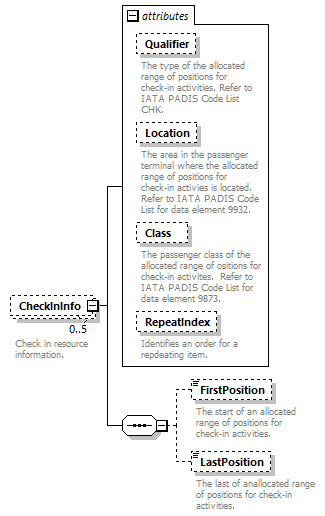 attributes
Qualifier
The type of the allocated
range of positions for
check-in activities. Refer to
IATA PADIS Code List
CHK.
Location
The area in the passenger
terminal where the allocated
range of positions for
check-in activies is located.
Refer to IATA PADIS Code
List for data element 9932.
Class
The passenger class of the
allocated range of ositions for
check-in activities. Refer to
IATA PADIS Code List for
data element 9873.
RepeatIndex
Identifies an order for a
repdeating item.
CheckInInfo
0..5
Check in resource
information.
FirstPosition
The start of an allocated
range of positions for
check-in activities.
LastPosition
The last of anallocated range
of positions for check-in
activities.